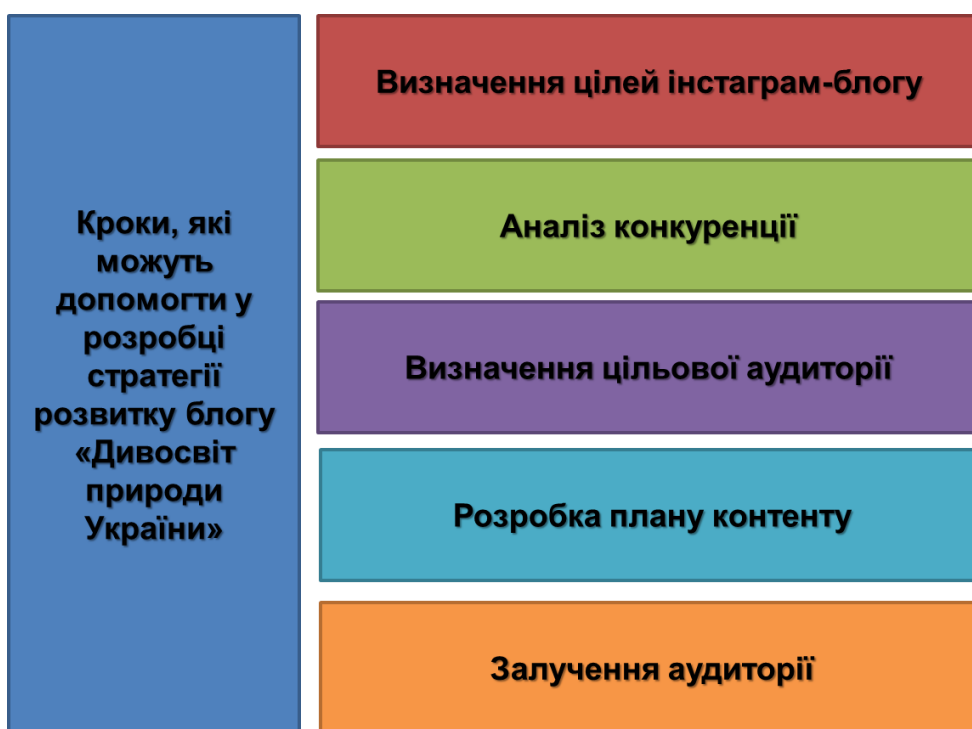 Кроки, які
можуть
допомогти у
розробці
стратегії
розвитку блогу
«Дивосвіт
природи
України»
Визначення цілей інстаграм-блогу
Аналіз конкуренції
Визначення цільової аудиторії
Розробка плану контенту
Залучення аудиторії